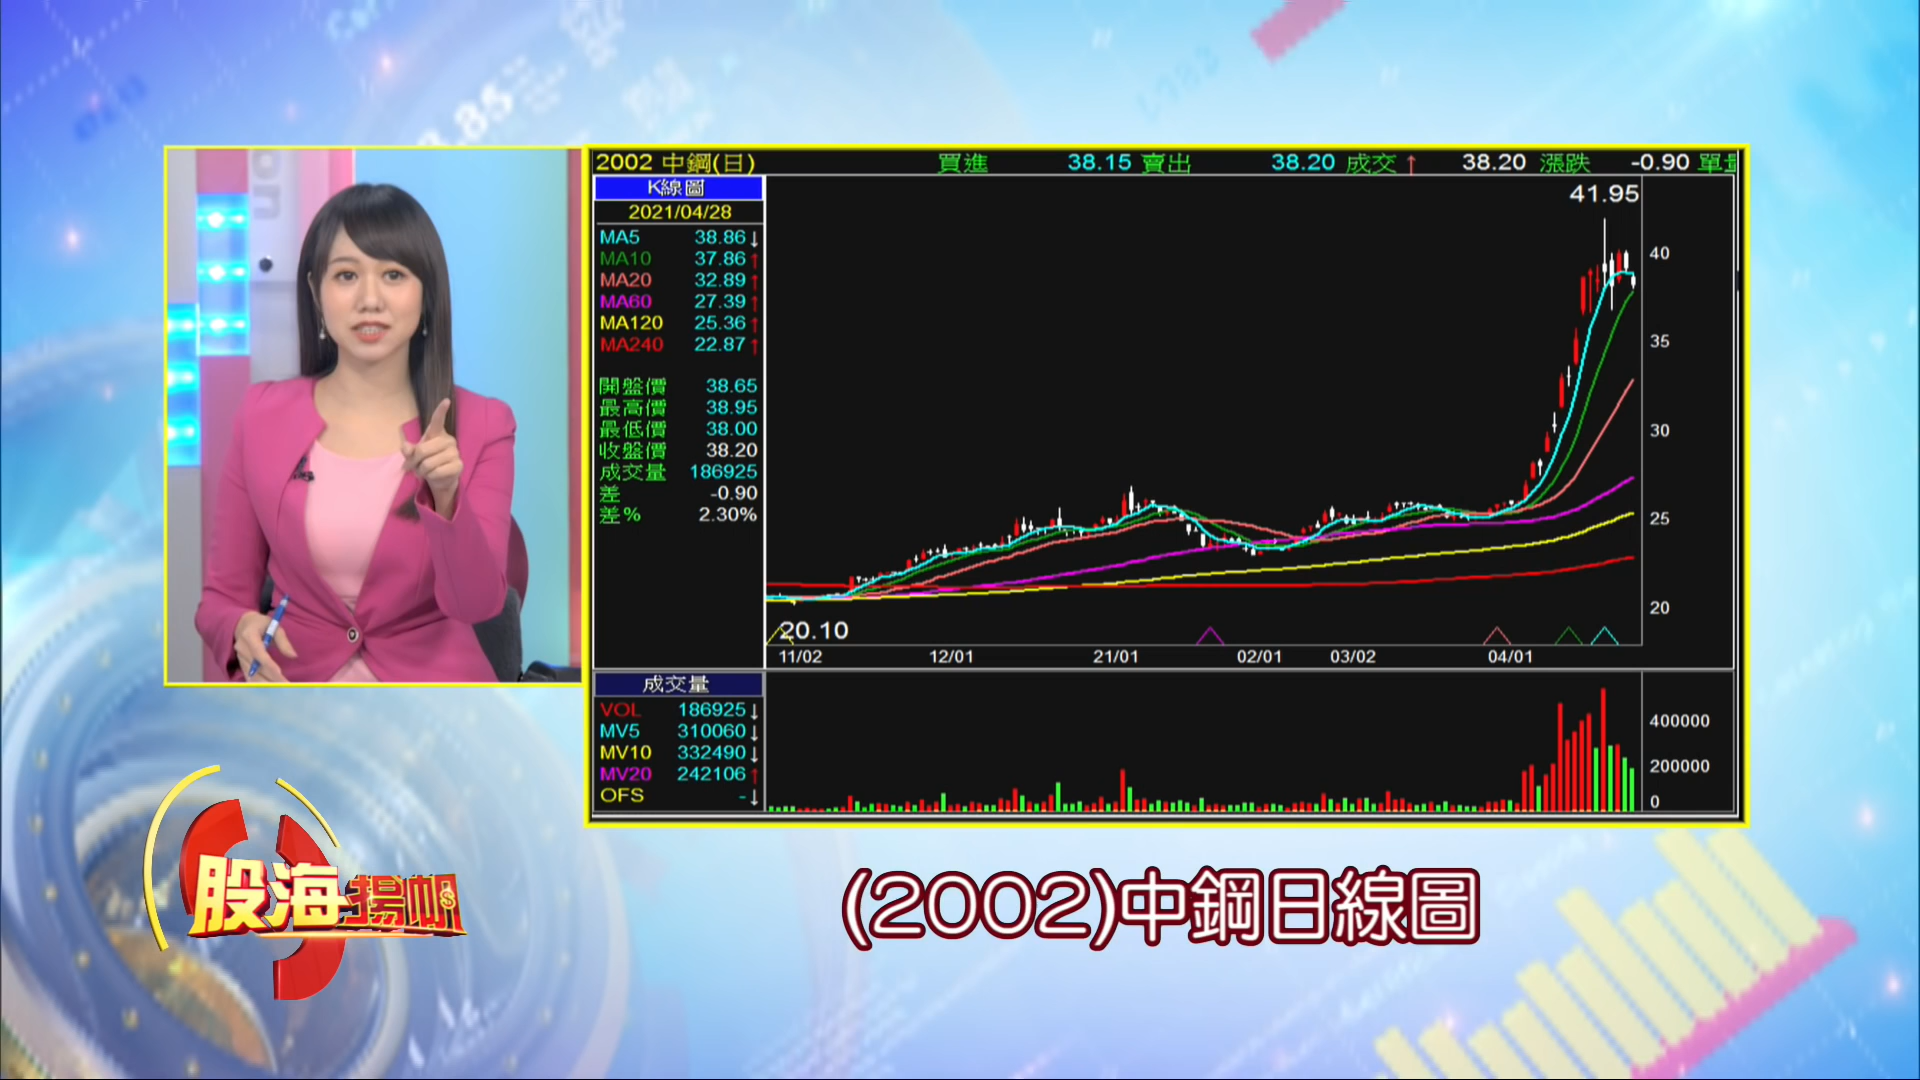 2002 中鋼(日) 買進 38.15 賣出 38.20 成交↑ 38.20 漲跌 -0.90 單量
K線圖
2021/04/28
MA5 38.86↓
MA10 37.86↑
MA20 32.89↑
MA60 27.39↑
MA120 25.36↑
MA240 22.87↑
開盤價 38.65
最高價 38.95
最低價 38.00
收盤價 38.20
成交量 186925
差 -0.90
差% 2.30%
41.95
40
35
30
25
20
20.10
11/02 12/01 21/01 02/01 03/02 04/01
成交量
VOL 186925↓
MV5 310060↓
MV10 332490↓
MV20 242106↑
OFS -↓
400000
200000
0
股海揚帆
(2002)中鋼日線圖